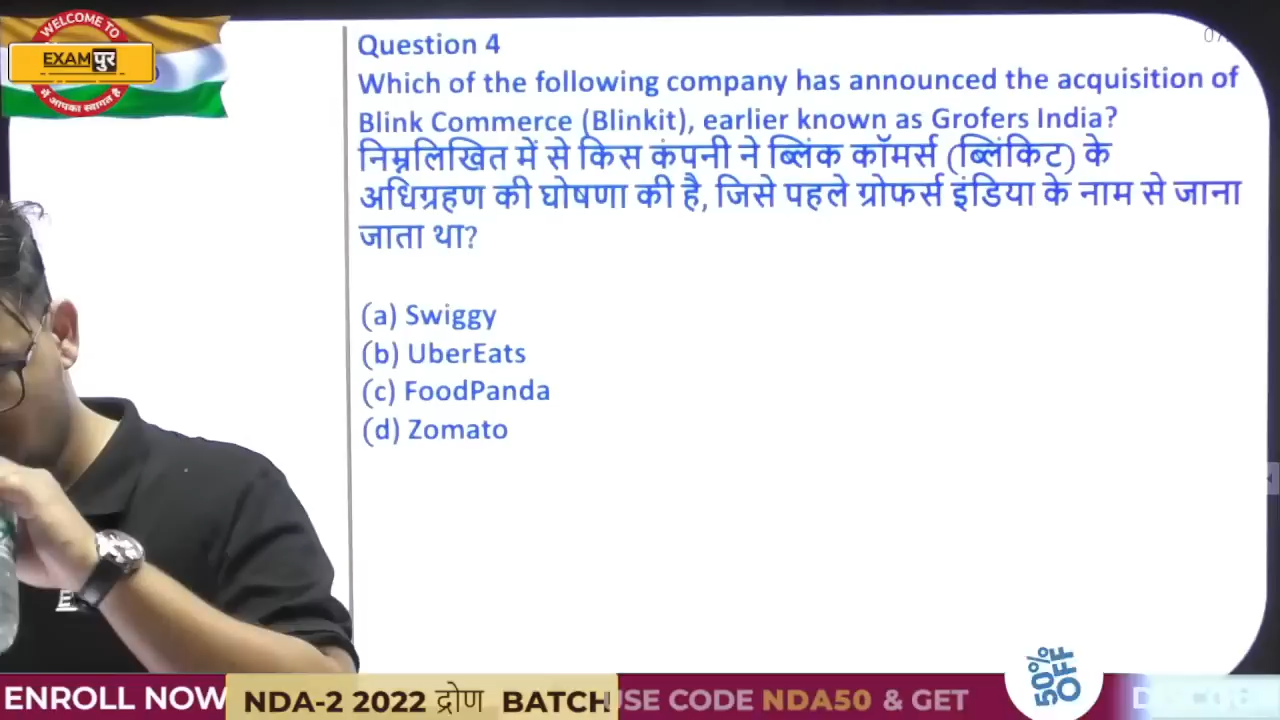 WELCOME TO
EXAMपुर
में आपका स्वागत है
Question 4
Which of the following company has announced the acquisition of
Blink Commerce (Blinkit), earlier known as Grofers India?
निम्नलिखित में से किस कंपनी ने ब्लिंक कॉमर्स (ब्लिंकिट) के
अधिग्रहण की घोषणा की है, जिसे पहले ग्रोफर्स इंडिया के नाम से जाना
जाता था?
(a) Swiggy
(b) UberEats
(c) FoodPanda
(d) Zomato
ENROLL NOW
NDA-2 2022 द्रोण BATCH
USE CODE NDA50 & GET
50%
OFF